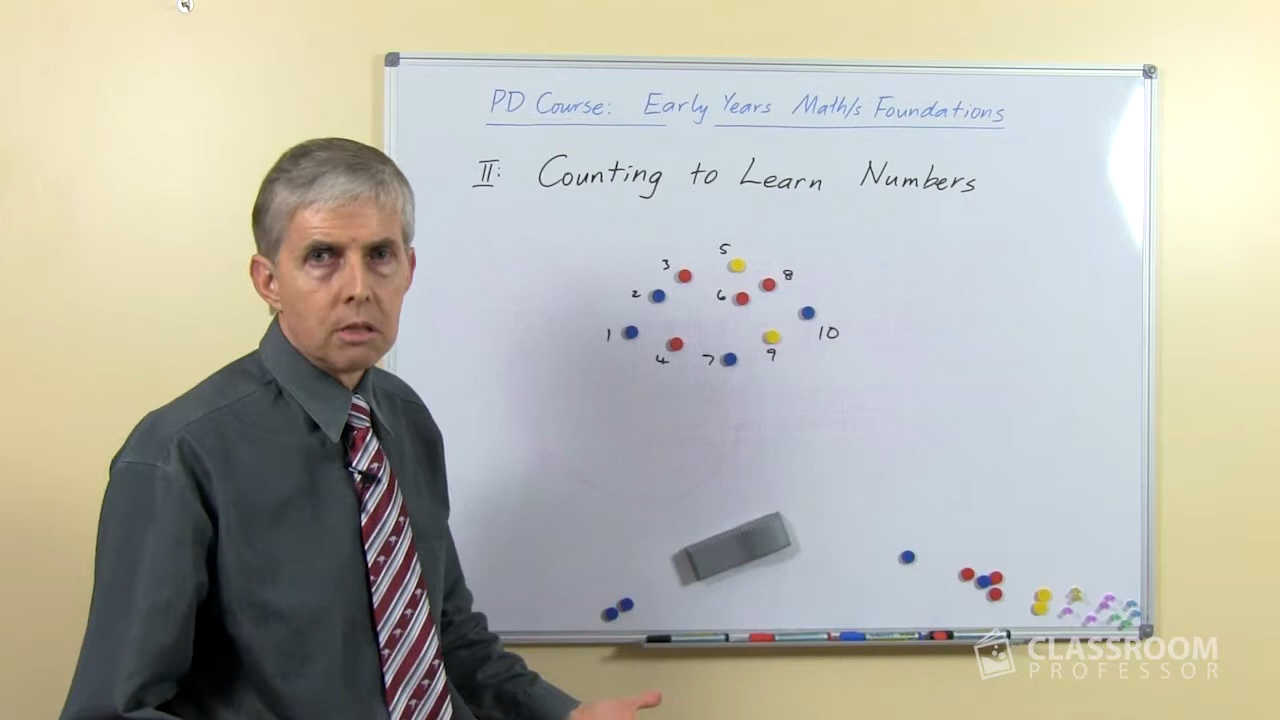 PD Course: Early Years Math/s Foundations
II: Counting to Learn Numbers
5
3
8
2
6
1
10
4
7
9
CLASSROOM
PROFESSOR